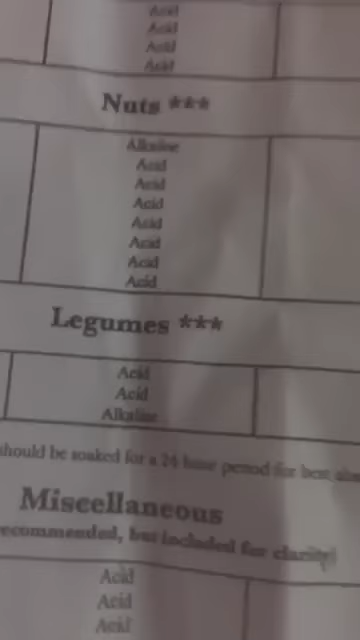 Acid
Acid
Acid
Acid
Nuts ***
Alkaline
Acid
Acid
Acid
Acid
Acid
Acid
Acid
Legumes ***
Acid
Acid
Alkaline
should be soaked for a 24 hour period for best
Miscellaneous
recommended, but included for clarity)
Acid
Acid
Acid